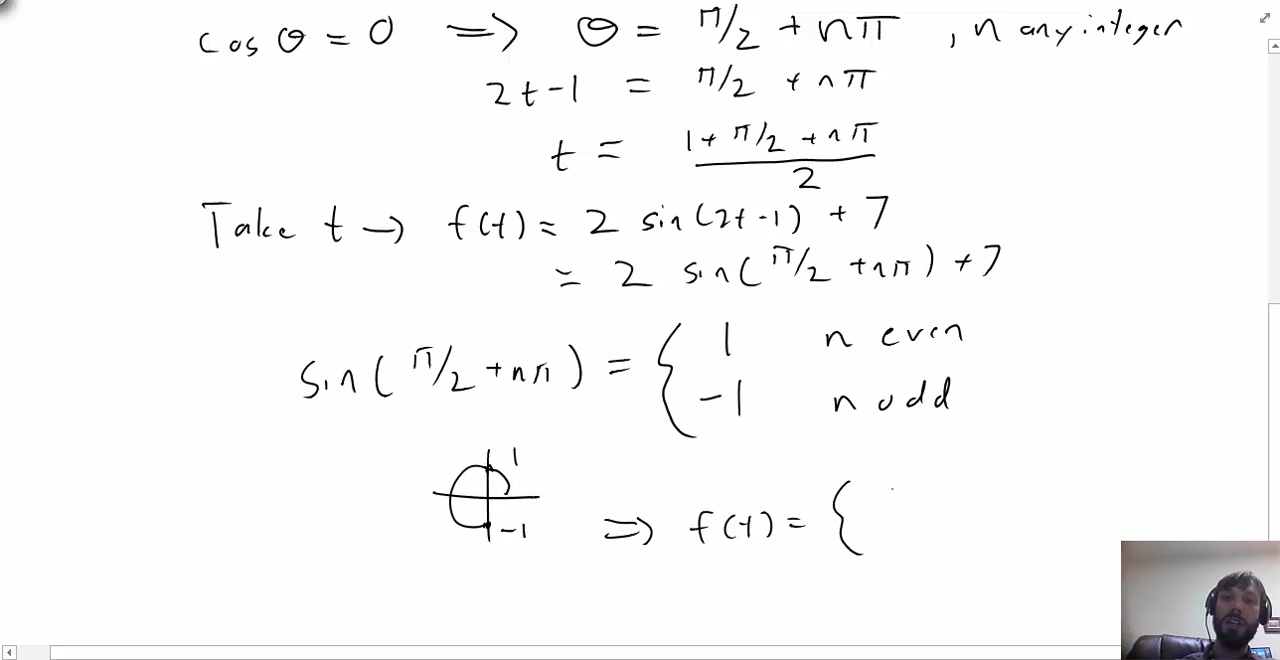 cos θ = 0 => θ = π/2 + nπ , n any integer
2t-1 = π/2 + nπ
t = (1 + π/2 + nπ)/2
Take t → f(t) = 2 sin(2t-1) + 7
= 2 sin(π/2 + nπ) + 7
sin(π/2 + nπ) = { 1 n even
-1 n odd
1
-1
=> f(t) = {